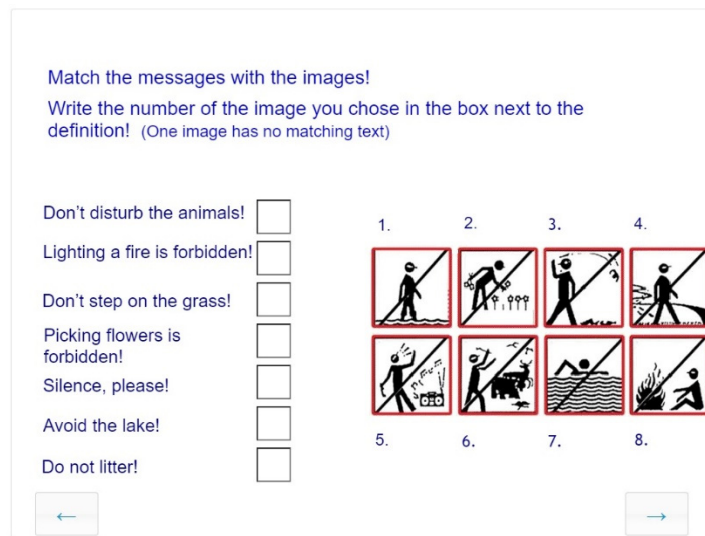 Match the messages with the images!
Write the number of the image you chose in the box next to the
definition! (One image has no matching text)
Don't disturb the animals!
Lighting a fire is forbidden!
Don't step on the grass!
Picking flowers is
forbidden!
Silence, please!
Avoid the lake!
Do not litter!
1.
2.
3.
4.
5.
6.
7.
8.